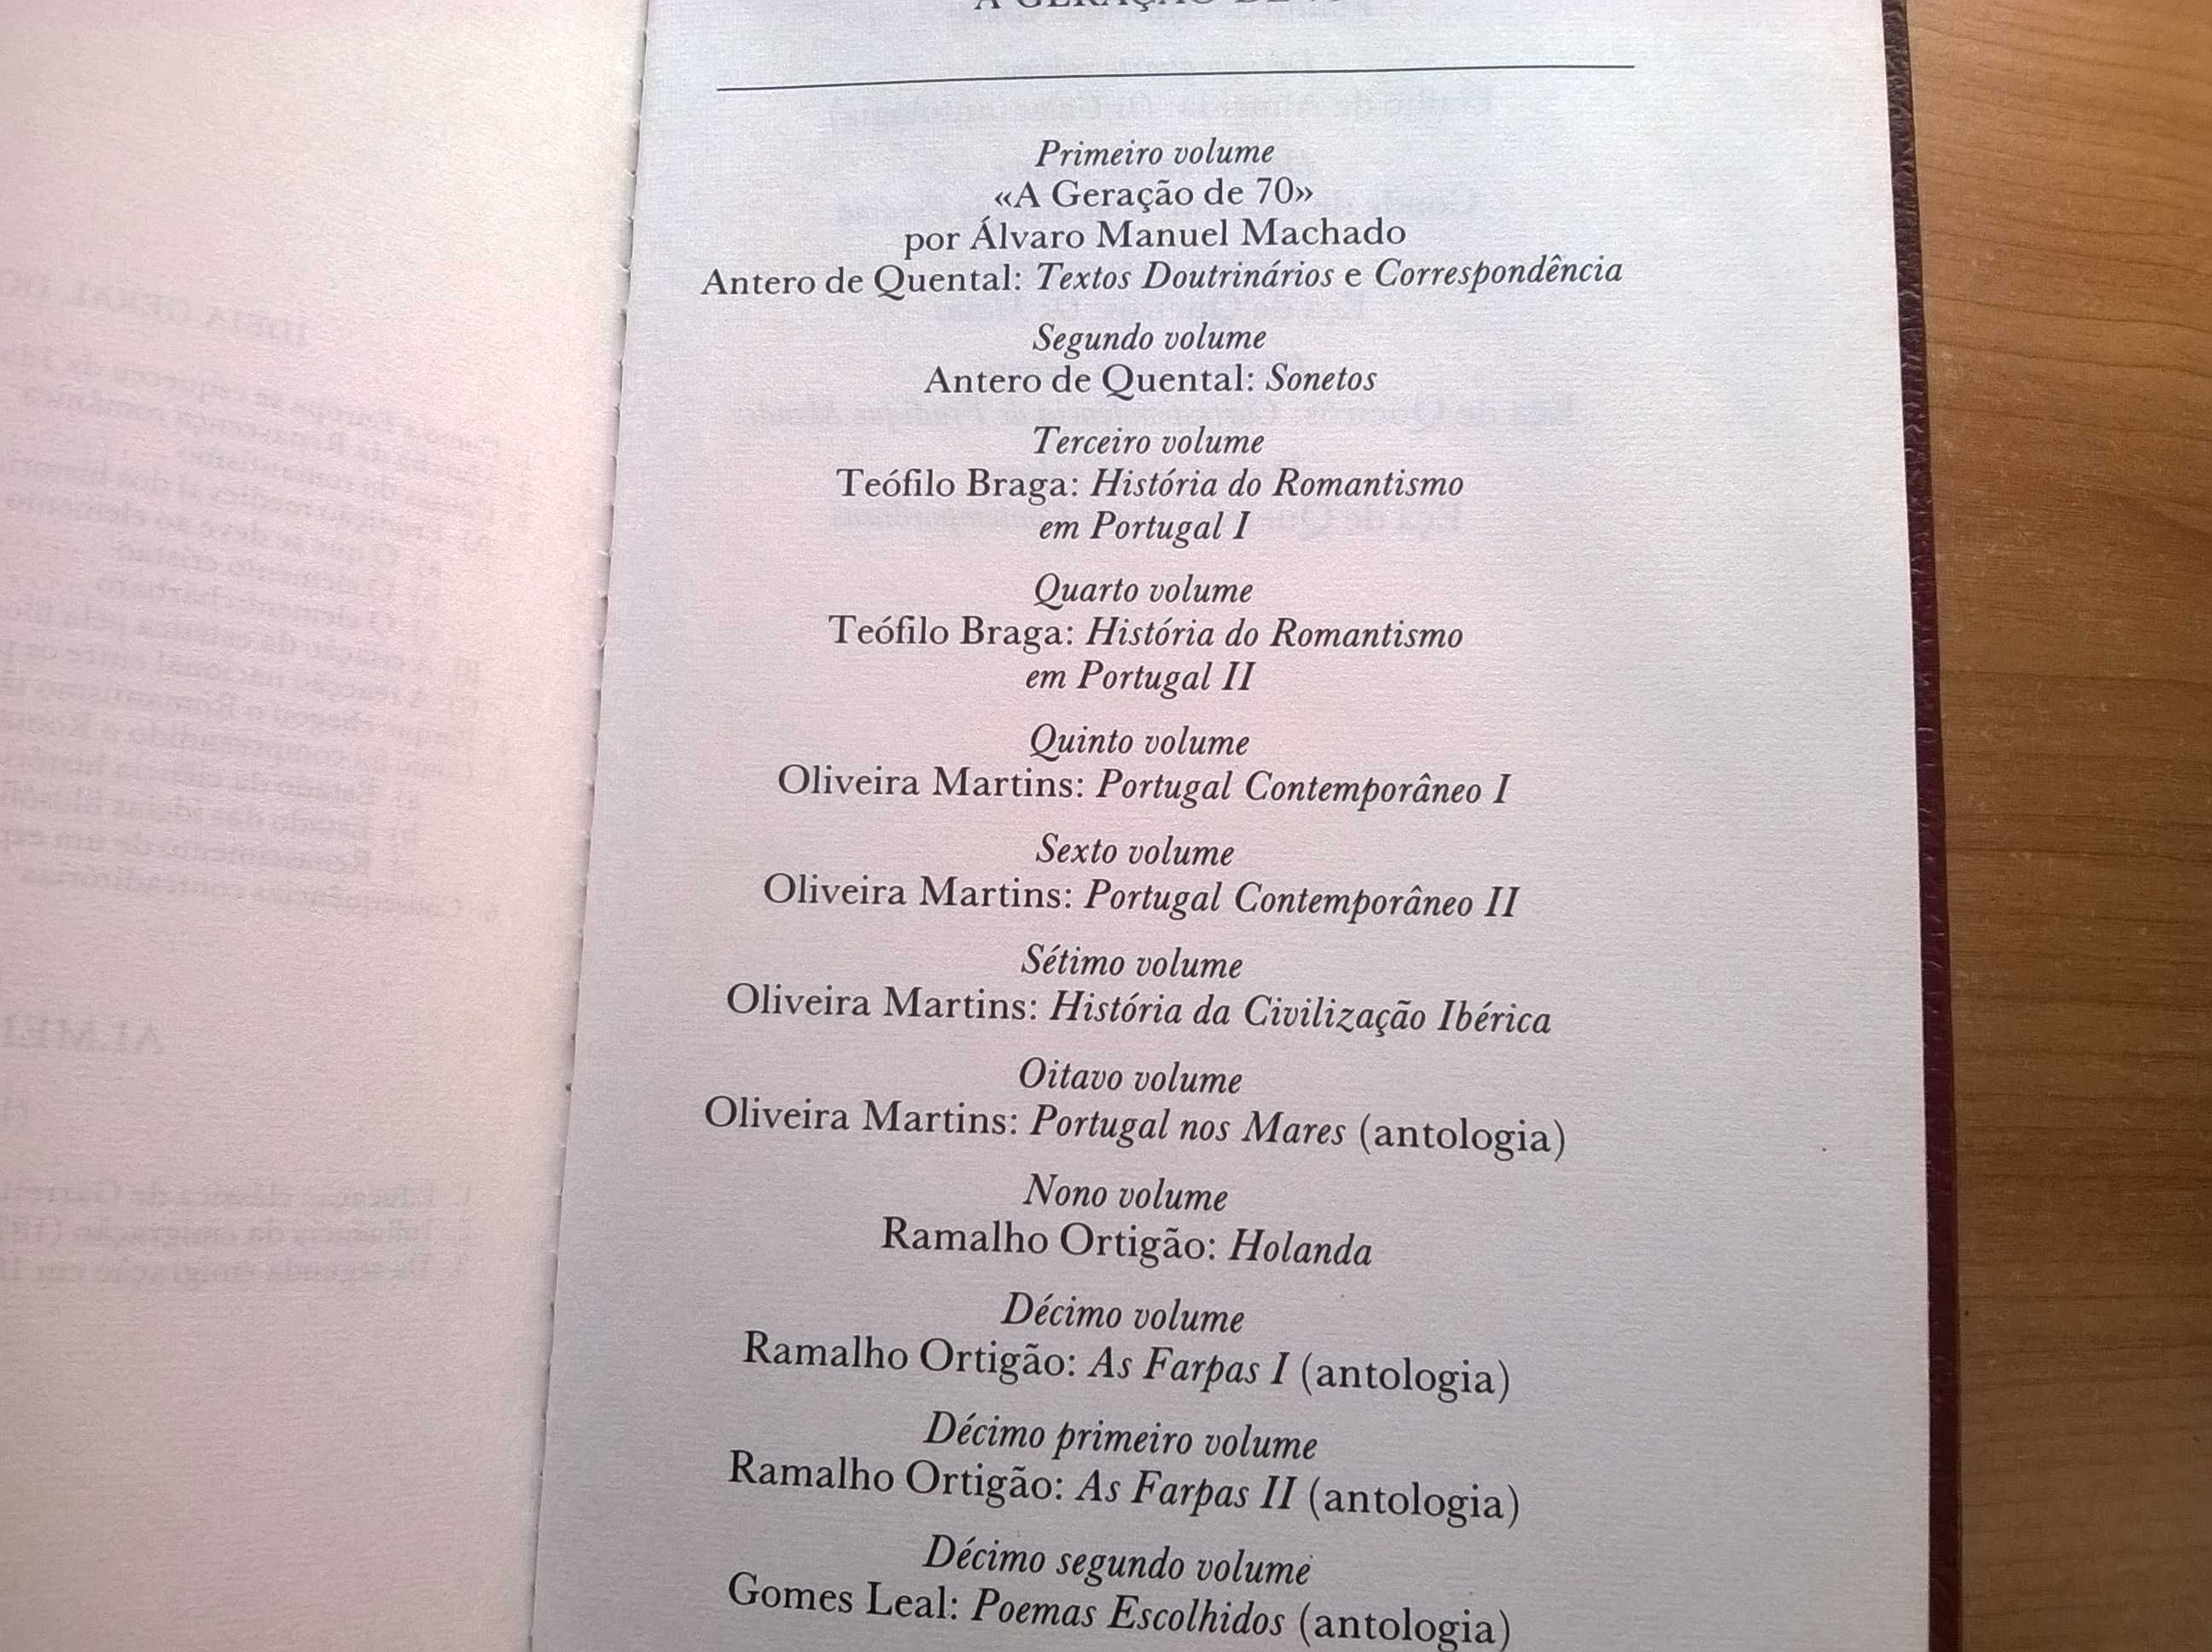 A GERAÇÃO DE 70
Primeiro volume
«A Geração de 70»
por Álvaro Manuel Machado
Antero de Quental: Textos Doutrinários e Correspondência
Segundo volume
Antero de Quental: Sonetos
Terceiro volume
Teófilo Braga: História do Romantismo
em Portugal I
Quarto volume
Teófilo Braga: História do Romantismo
em Portugal II
Quinto volume
Oliveira Martins: Portugal Contemporâneo I
Sexto volume
Oliveira Martins: Portugal Contemporâneo II
Sétimo volume
Oliveira Martins: História da Civilização Ibérica
Oitavo volume
Oliveira Martins: Portugal nos Mares (antologia)
Nono volume
Ramalho Ortigão: Holanda
Décimo volume
Ramalho Ortigão: As Farpas I (antologia)
Décimo primeiro volume
Ramalho Ortigão: As Farpas II (antologia)
Décimo segundo volume
Gomes Leal: Poemas Escolhidos (antologia)